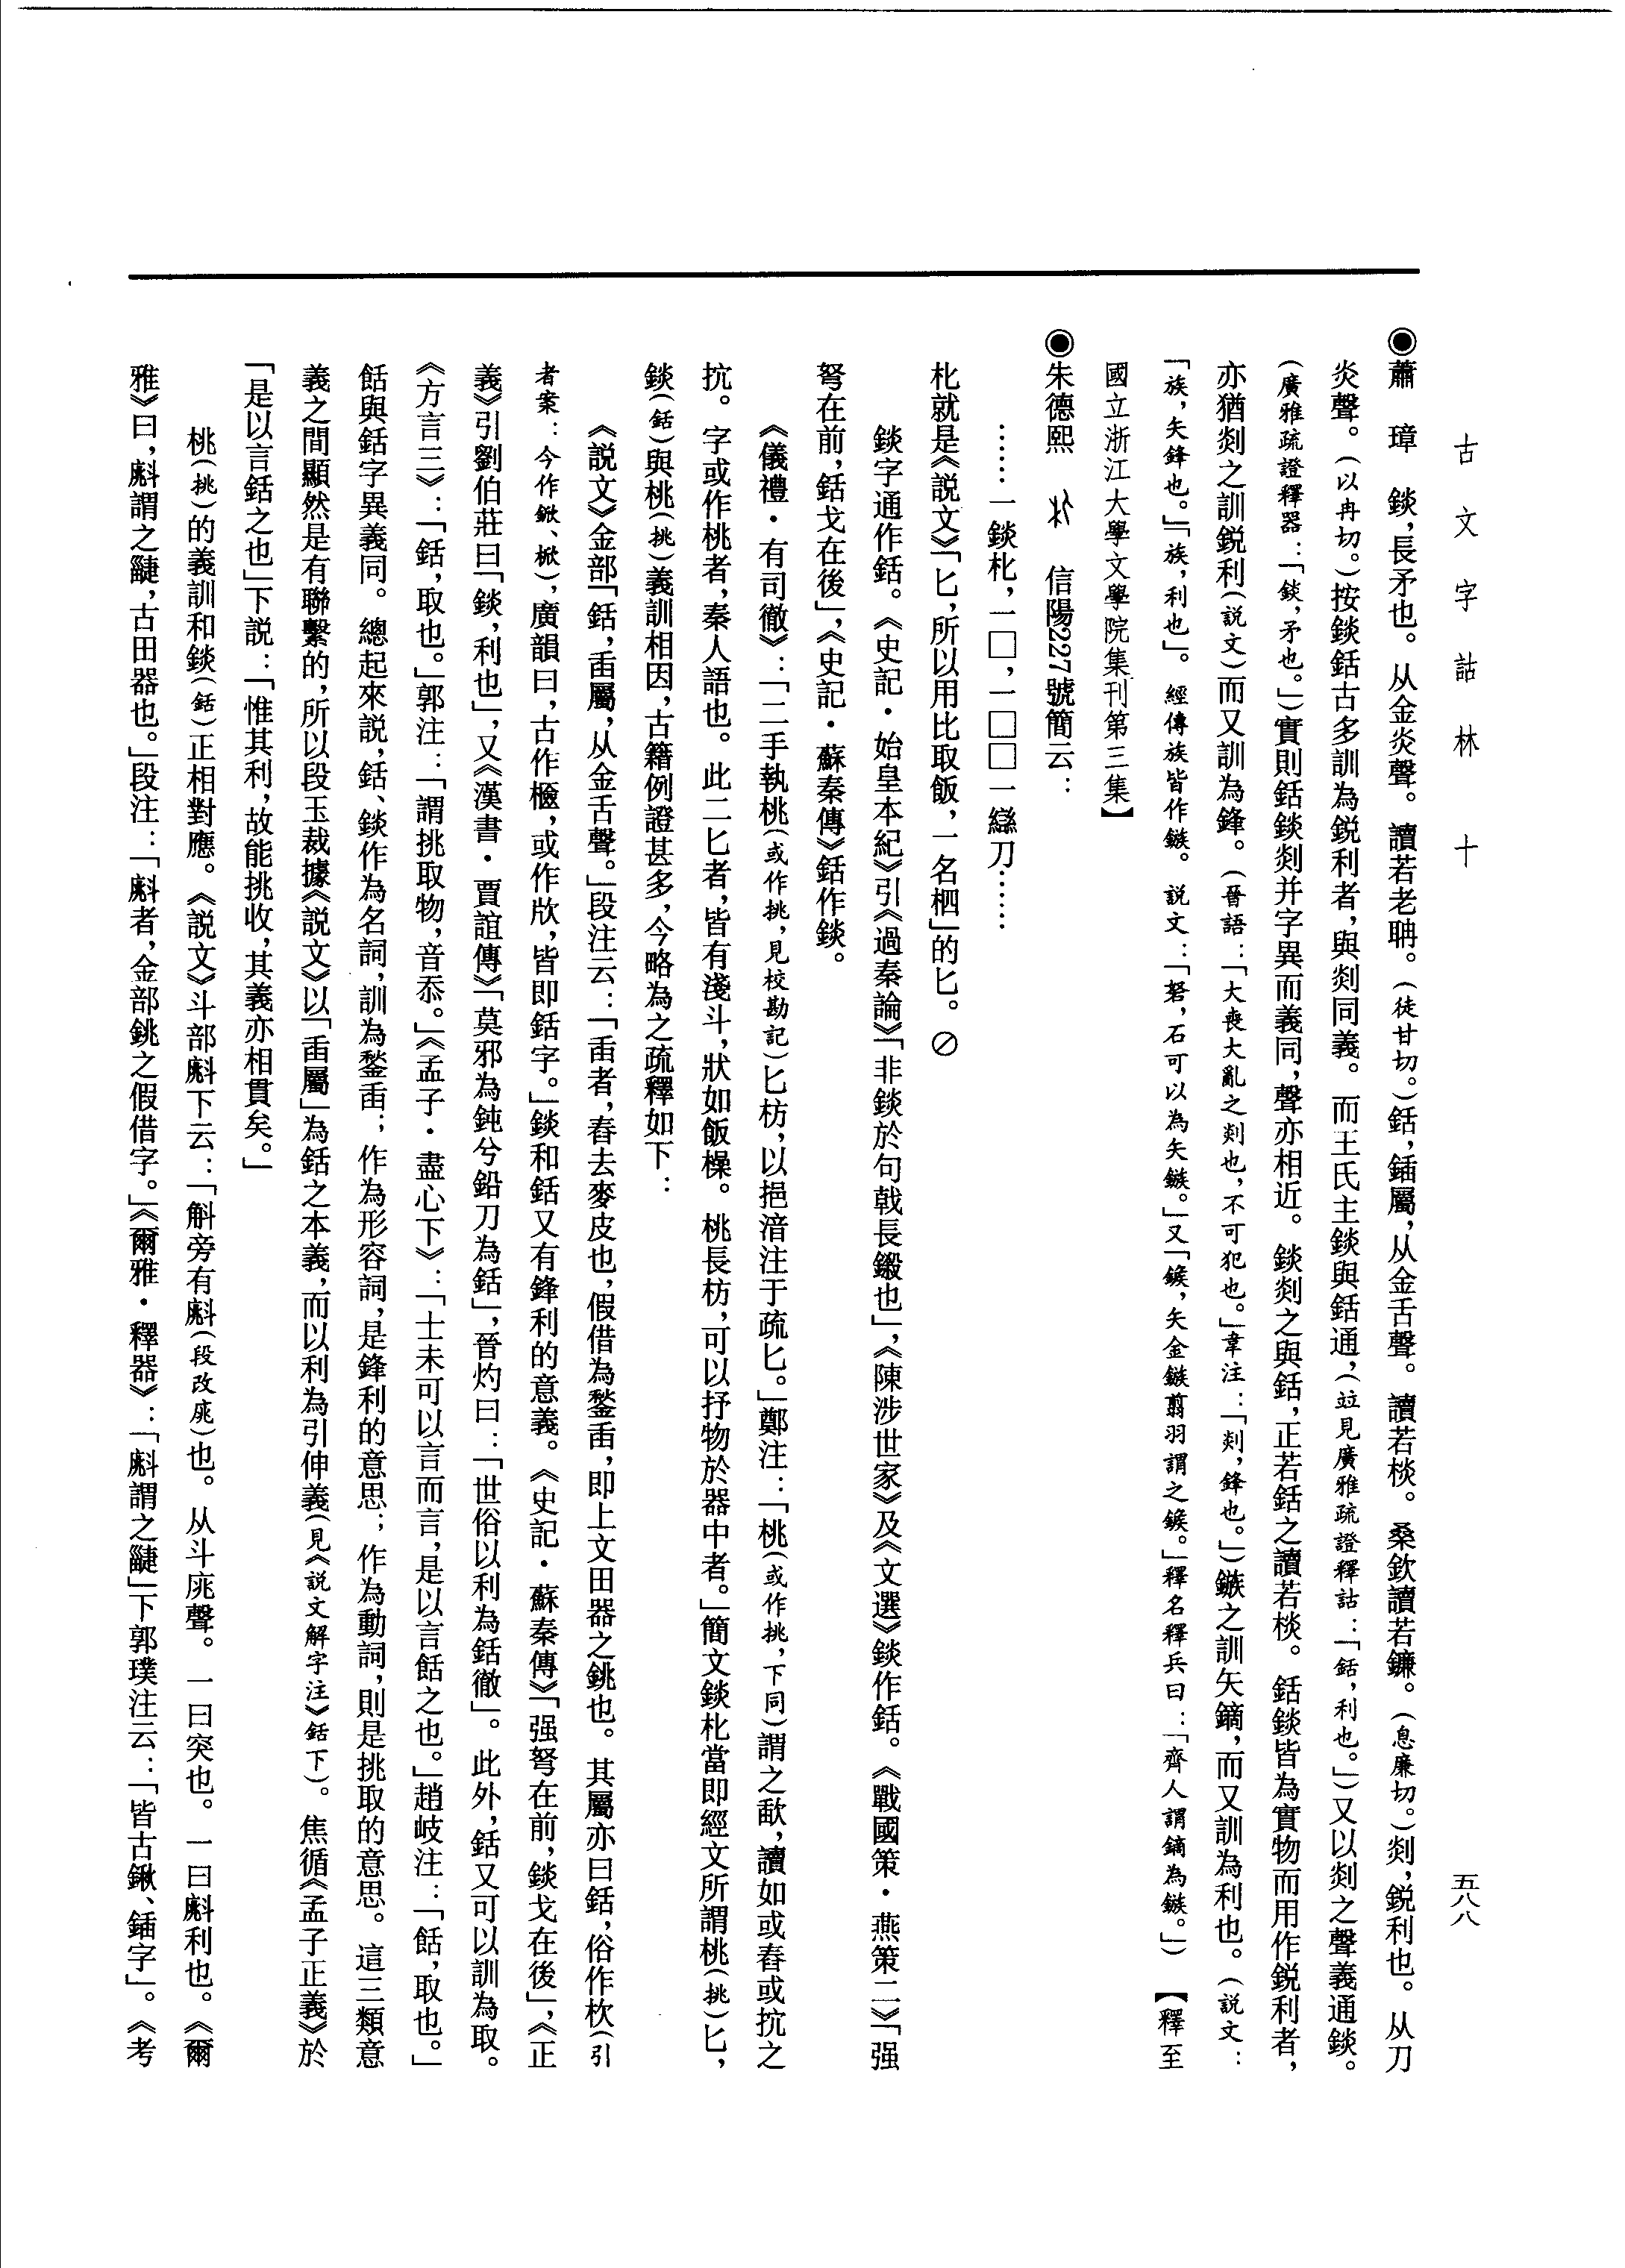 古文字詁林　十
五八八
◉蕭　璋　錟，長矛也。从金炎聲。讀若老聃。（徒甘切。）銛，鍤屬，从金舌聲。讀若棪。桑欽讀若鐮。（息廉切。）剡，鋭利也。从刀
炎聲。（以冉切。）按錟銛古多訓為鋭利者，與剡同義。而王氏主錟與銛通，（竝見廣雅疏證釋詁：「銛，利也。」）又以剡之聲義通錟。
（廣雅疏證釋器：「錟，矛也。」）實則銛錟剡并字異而義同，聲亦相近。錟剡之與銛，正若銛之讀若棪。銛錟皆為實物而用作鋭利者，
亦猶剡之訓鋭利（説文）而又訓為鋒。（晉語：「大喪大亂之剡也，不可犯也。」韋注：「剡，鋒也。」）鏃之訓矢鏑，而又訓為利也。（説文：
「族，矢鋒也。」「族，利也」。經傳族皆作鏃。説文：「砮，石可以為矢鏃。」又「鍭，矢金鏃翦羽謂之鍭。」釋名釋兵曰：「齊人謂鏑為鏃。」）【釋至
國立浙江大學文學院集刊第三集】
◉朱德熙　　信陽227號簡云：
……一錟朼，一□，一□□一䜌刀……
朼就是《説文》「匕，所以用比取飯，一名柶」的匕。⊘
錟字通作銛。《史記・始皇本紀》引《過秦論》「非錟於句戟長鎩也」，《陳涉世家》及《文選》錟作銛。《戰國策・燕策二》「强
弩在前，銛戈在後」，《史記・蘇秦傳》銛作錟。
《儀禮・有司徹》：「二手執桃（或作挑，見校勘記）匕枋，以挹湆注于疏匕。」鄭注：「桃（或作挑，下同）謂之歃，讀如或舂或抭之
抭。字或作桃者，秦人語也。此二匕者，皆有淺斗，狀如飯橾。桃長枋，可以抒物於器中者。」簡文錟朼當即經文所謂桃（挑）匕，
錟（銛）與桃（挑）義訓相因，古籍例證甚多，今略為之疏釋如下：
《説文》金部「銛，臿屬，从金舌聲。」段注云：「臿者，舂去麥皮也，假借為鍫臿，即上文田器之銚也。其屬亦曰銛，俗作杴（引
者案：今作鍁、掀），廣韻曰，古作㭠，或作㰸，皆即銛字。」錟和銛又有鋒利的意義。《史記・蘇秦傳》「强弩在前，錟戈在後」，《正
義》引劉伯莊曰「錟，利也」，又《漢書・賈誼傳》「莫邪為鈍兮鉛刀為銛」，晉灼曰：「世俗以利為銛徹」。此外，銛又可以訓為取。
《方言三》：「銛，取也。」郭注：「謂挑取物，音忝。」《孟子・盡心下》：「士未可以言而言，是以言餂之也。」趙岐注：「餂，取也。」
餂與銛字異義同。總起來説，銛、錟作為名詞，訓為鍫臿；作為形容詞，是鋒利的意思；作為動詞，則是挑取的意思。這三類意
義之間顯然是有聯繫的，所以段玉裁據《説文》以「臿屬」為銛之本義，而以利為引伸義（見《説文解字注》銛下）。焦循《孟子正義》於
「是以言銛之也」下説：「惟其利，故能挑收，其義亦相貫矣。」
桃（挑）的義訓和錟（銛）正相對應。《説文》斗部㪶下云：「斛旁有㪶（段改庣）也。从斗庣聲。一曰突也。一曰㪶利也。《爾
雅》曰，㪶謂之疀，古田器也。」段注：「㪶者，金部銚之假借字。」《爾雅・釋器》：「㪶謂之疀」下郭璞注云：「皆古鍬、鍤字」。《考